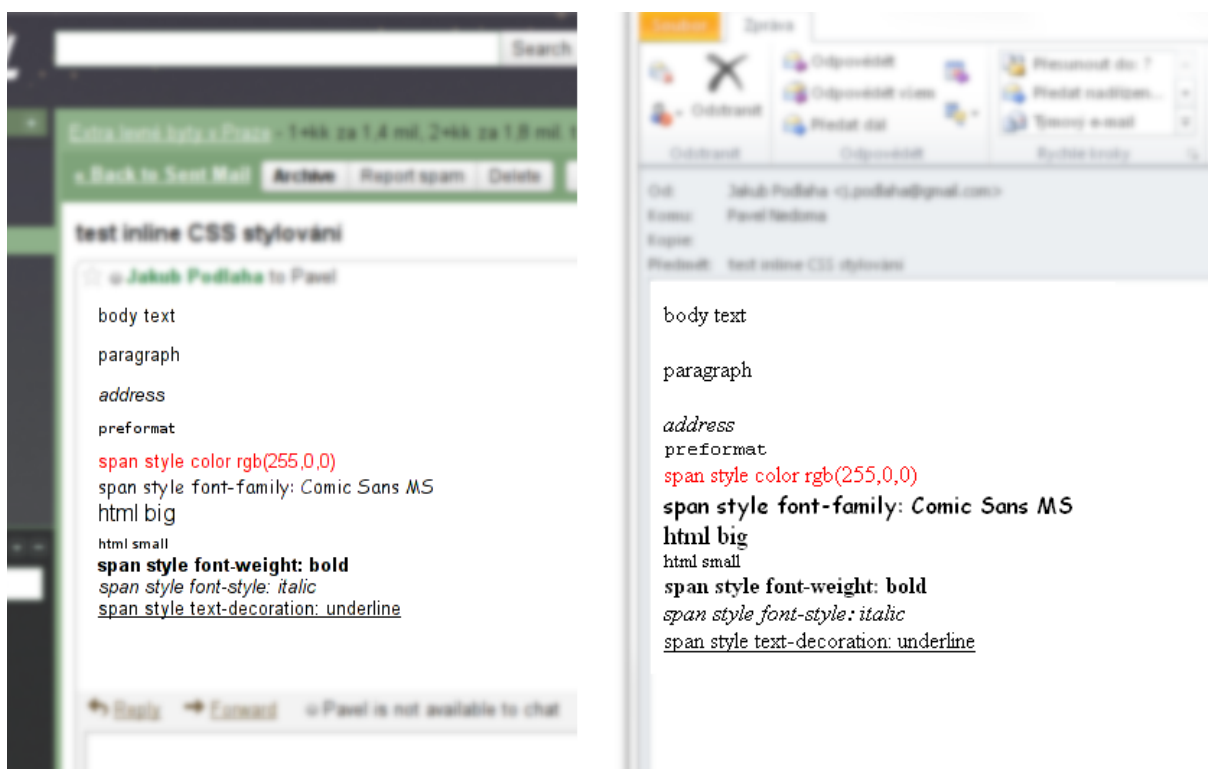 Search
Extra levné byty v Praze - 1+kk za 1,4 mil, 2+kk za 1,8 mil.
« Back to Sent Mail Archive Report spam Delete
test inline CSS stylování
Jakub Podlaha to Pavel
body text
paragraph
address
preformat
span style color rgb(255,0,0)
span style font-family: Comic Sans MS
html big
html small
span style font-weight: bold
span style font-style: italic
span style text-decoration: underline
Reply Forward Pavel is not available to chat
Soubor Zpráva
Odstranit
Odpovědět
Odpovědět všem
Předat dál
Přesunout do: ?
Předat nadřízen...
Týmový e-mail
Odstranit Odpovědět Rychlé kroky
Od: Jakub Podlaha <j.podlaha@gmail.com>
Komu: Pavel Nedoma
Kopie:
Předmět: test inline CSS stylování
body text
paragraph
address
preformat
span style color rgb(255,0,0)
span style font-family: Comic Sans MS
html big
html small
span style font-weight: bold
span style font-style: italic
span style text-decoration: underline